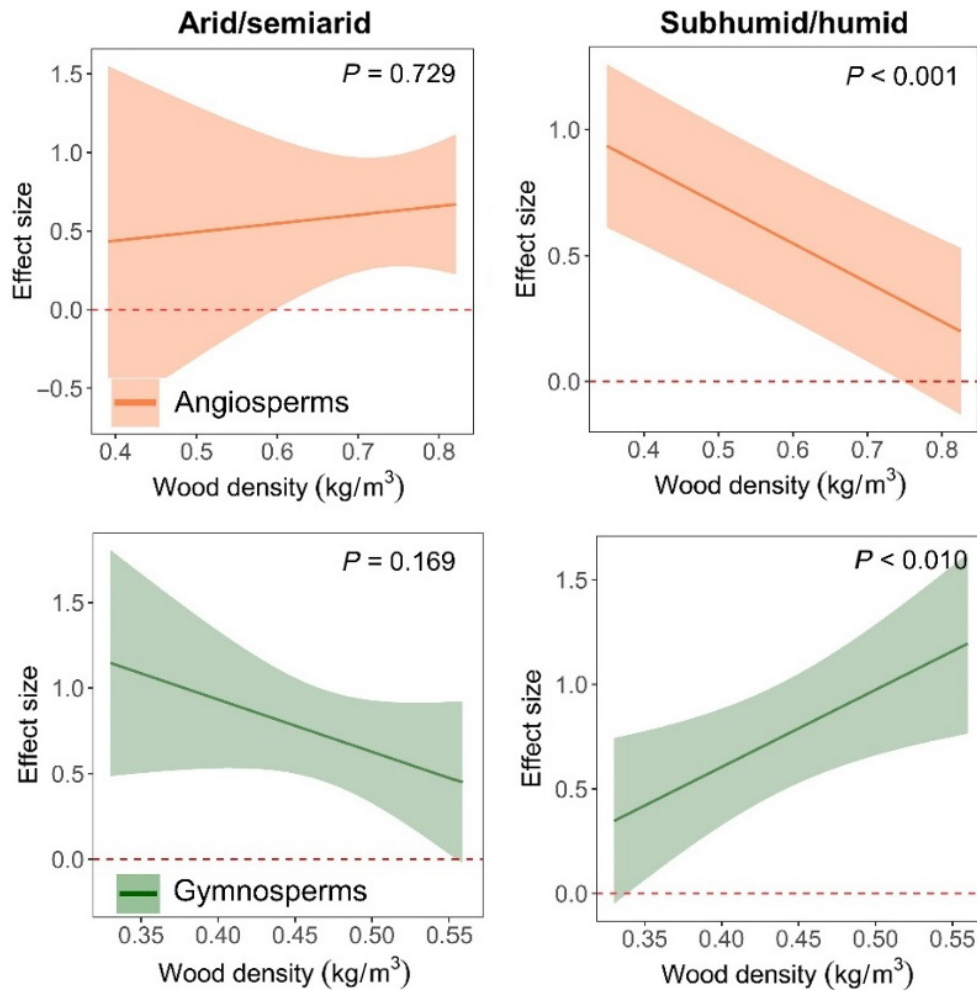 Arid/semiarid
Subhumid/humid
P = 0.729
1.5
1.0
0.5
0.0
−0.5
Effect size
Angiosperms
0.4 0.5 0.6 0.7 0.8
Wood density (kg/m³)
P < 0.001
1.0
0.5
0.0
Effect size
0.4 0.5 0.6 0.7 0.8
Wood density (kg/m³)
P = 0.169
1.5
1.0
0.5
0.0
Effect size
Gymnosperms
0.35 0.40 0.45 0.50 0.55
Wood density (kg/m³)
P < 0.010
1.5
1.0
0.5
0.0
Effect size
0.35 0.40 0.45 0.50 0.55
Wood density (kg/m³)